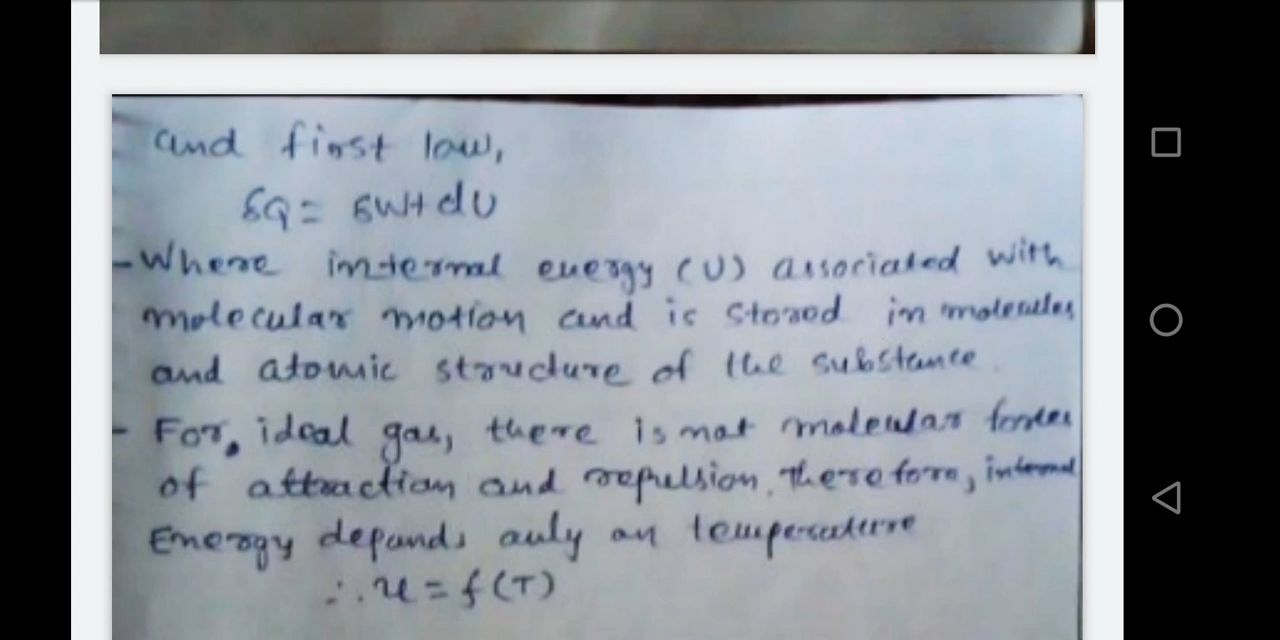 and first law,
δQ = δW + dU
- Where internal energy (U) associated with
molecular motion and is stored in molecules
and atomic structure of the substance.
- For, ideal gas, there is not molecular forces
of attraction and repulsion. Therefore, internal
Energy depends only on temperature
∴ u = f(T)